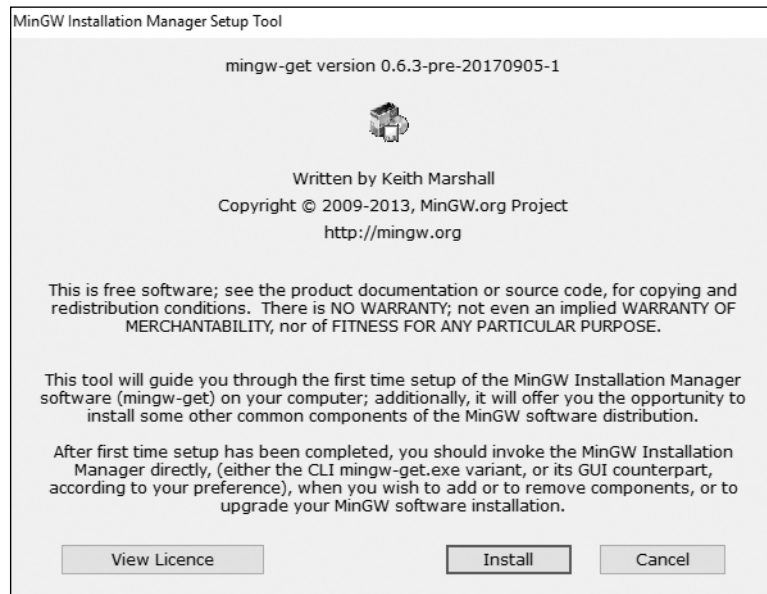 MinGW Installation Manager Setup Tool
mingw-get version 0.6.3-pre-20170905-1
Written by Keith Marshall
Copyright © 2009-2013, MinGW.org Project
http://mingw.org
This is free software; see the product documentation or source code, for copying and
redistribution conditions.  There is NO WARRANTY; not even an implied WARRANTY OF
MERCHANTABILITY, nor of FITNESS FOR ANY PARTICULAR PURPOSE.
This tool will guide you through the first time setup of the MinGW Installation Manager
software (mingw-get) on your computer; additionally, it will offer you the opportunity to
install some other common components of the MinGW software distribution.
After first time setup has been completed, you should invoke the MinGW Installation
Manager directly, (either the CLI mingw-get.exe variant, or its GUI counterpart,
according to your preference), when you wish to add or to remove components, or to
upgrade your MinGW software installation.
View Licence
Install
Cancel